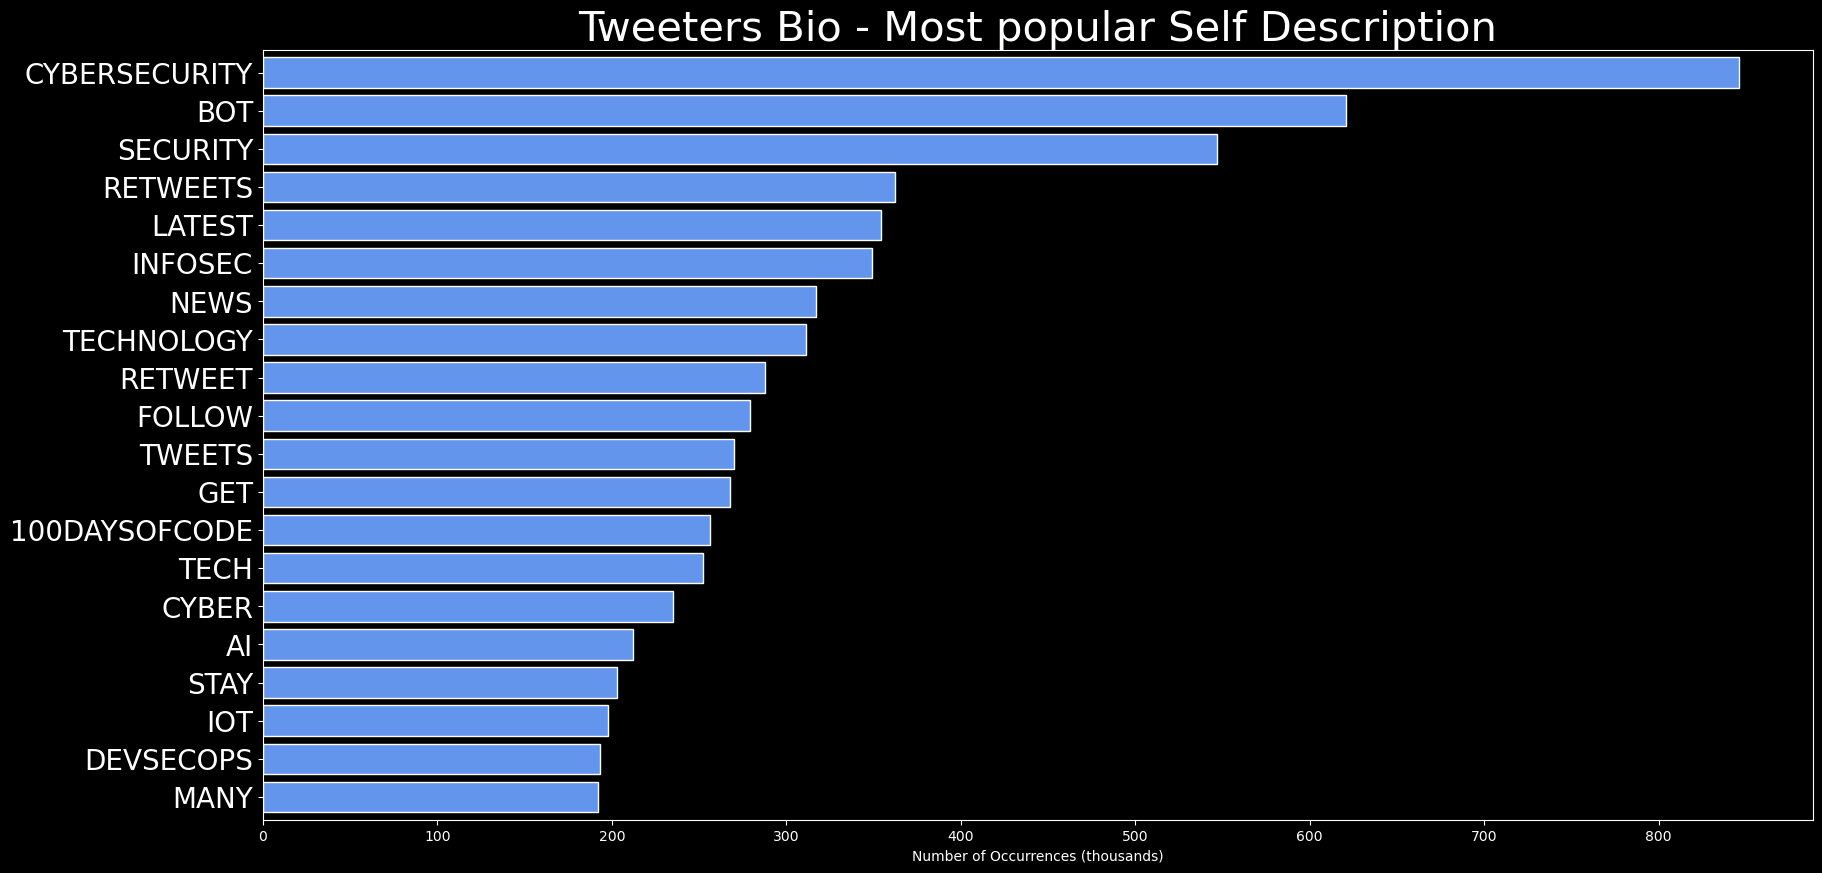 Tweeters Bio - Most popular Self Description
CYBERSECURITY
BOT
SECURITY
RETWEETS
LATEST
INFOSEC
NEWS
TECHNOLOGY
RETWEET
FOLLOW
TWEETS
GET
100DAYSOFCODE
TECH
CYBER
AI
STAY
IOT
DEVSECOPS
MANY
0 100 200 300 400 500 600 700 800
Number of Occurrences (thousands)